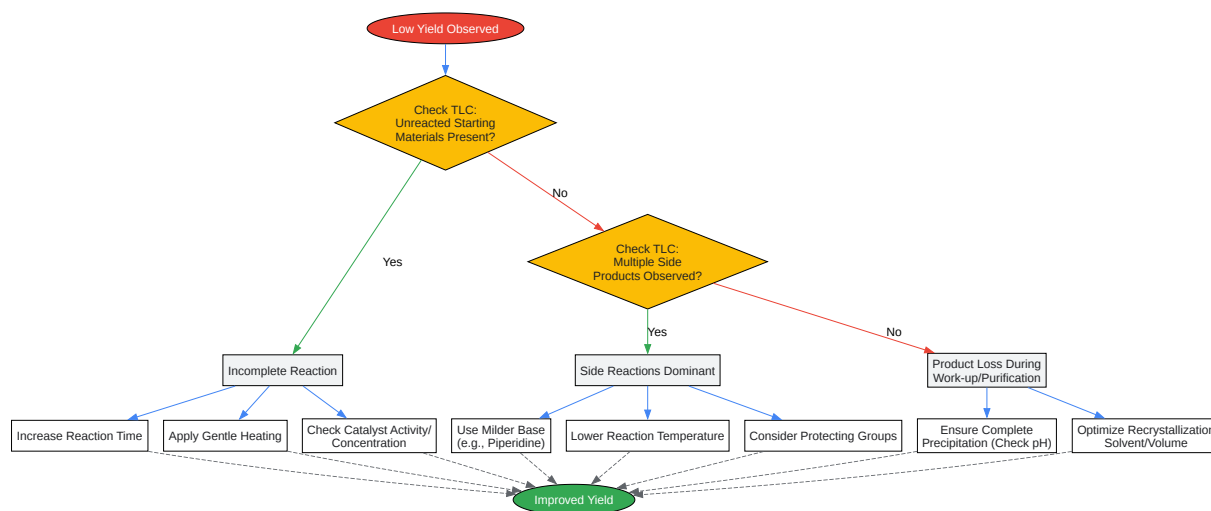 Low Yield Observed
Check TLC:
Unreacted Starting
Materials Present?
No
Check TLC:
Multiple Side
Products Observed?
Yes
Yes
No
Incomplete Reaction
Side Reactions Dominant
Product Loss During
Work-up/Purification
Increase Reaction Time
Apply Gentle Heating
Check Catalyst Activity/
Concentration
Use Milder Base
(e.g., Piperidine)
Lower Reaction Temperature
Consider Protecting Groups
Ensure Complete
Precipitation (Check pH)
Optimize Recrystallization
Solvent/Volume
Improved Yield